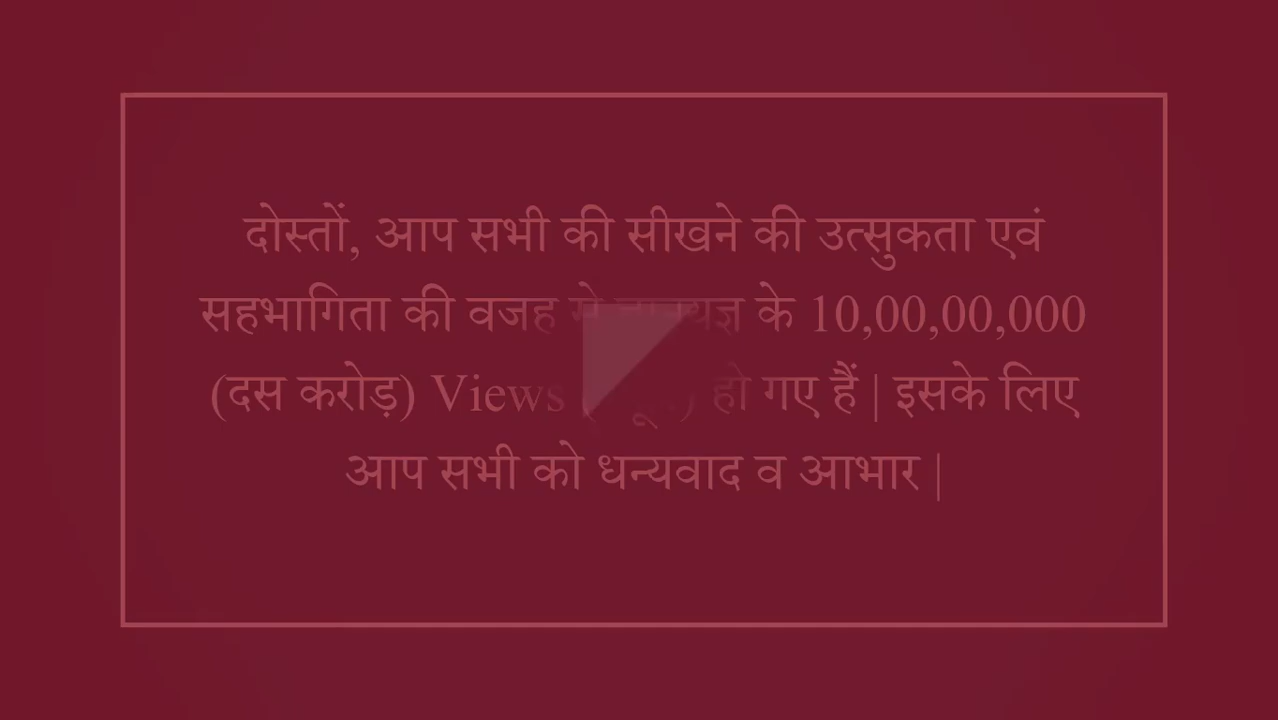 दोस्तों, आप सभी की सीखने की उत्सुकता एवं
सहभागिता की वजह से के 10,00,00,000
(दस करोड़) Views हो गए हैं | इसके लिए
आप सभी को धन्यवाद व आभार |